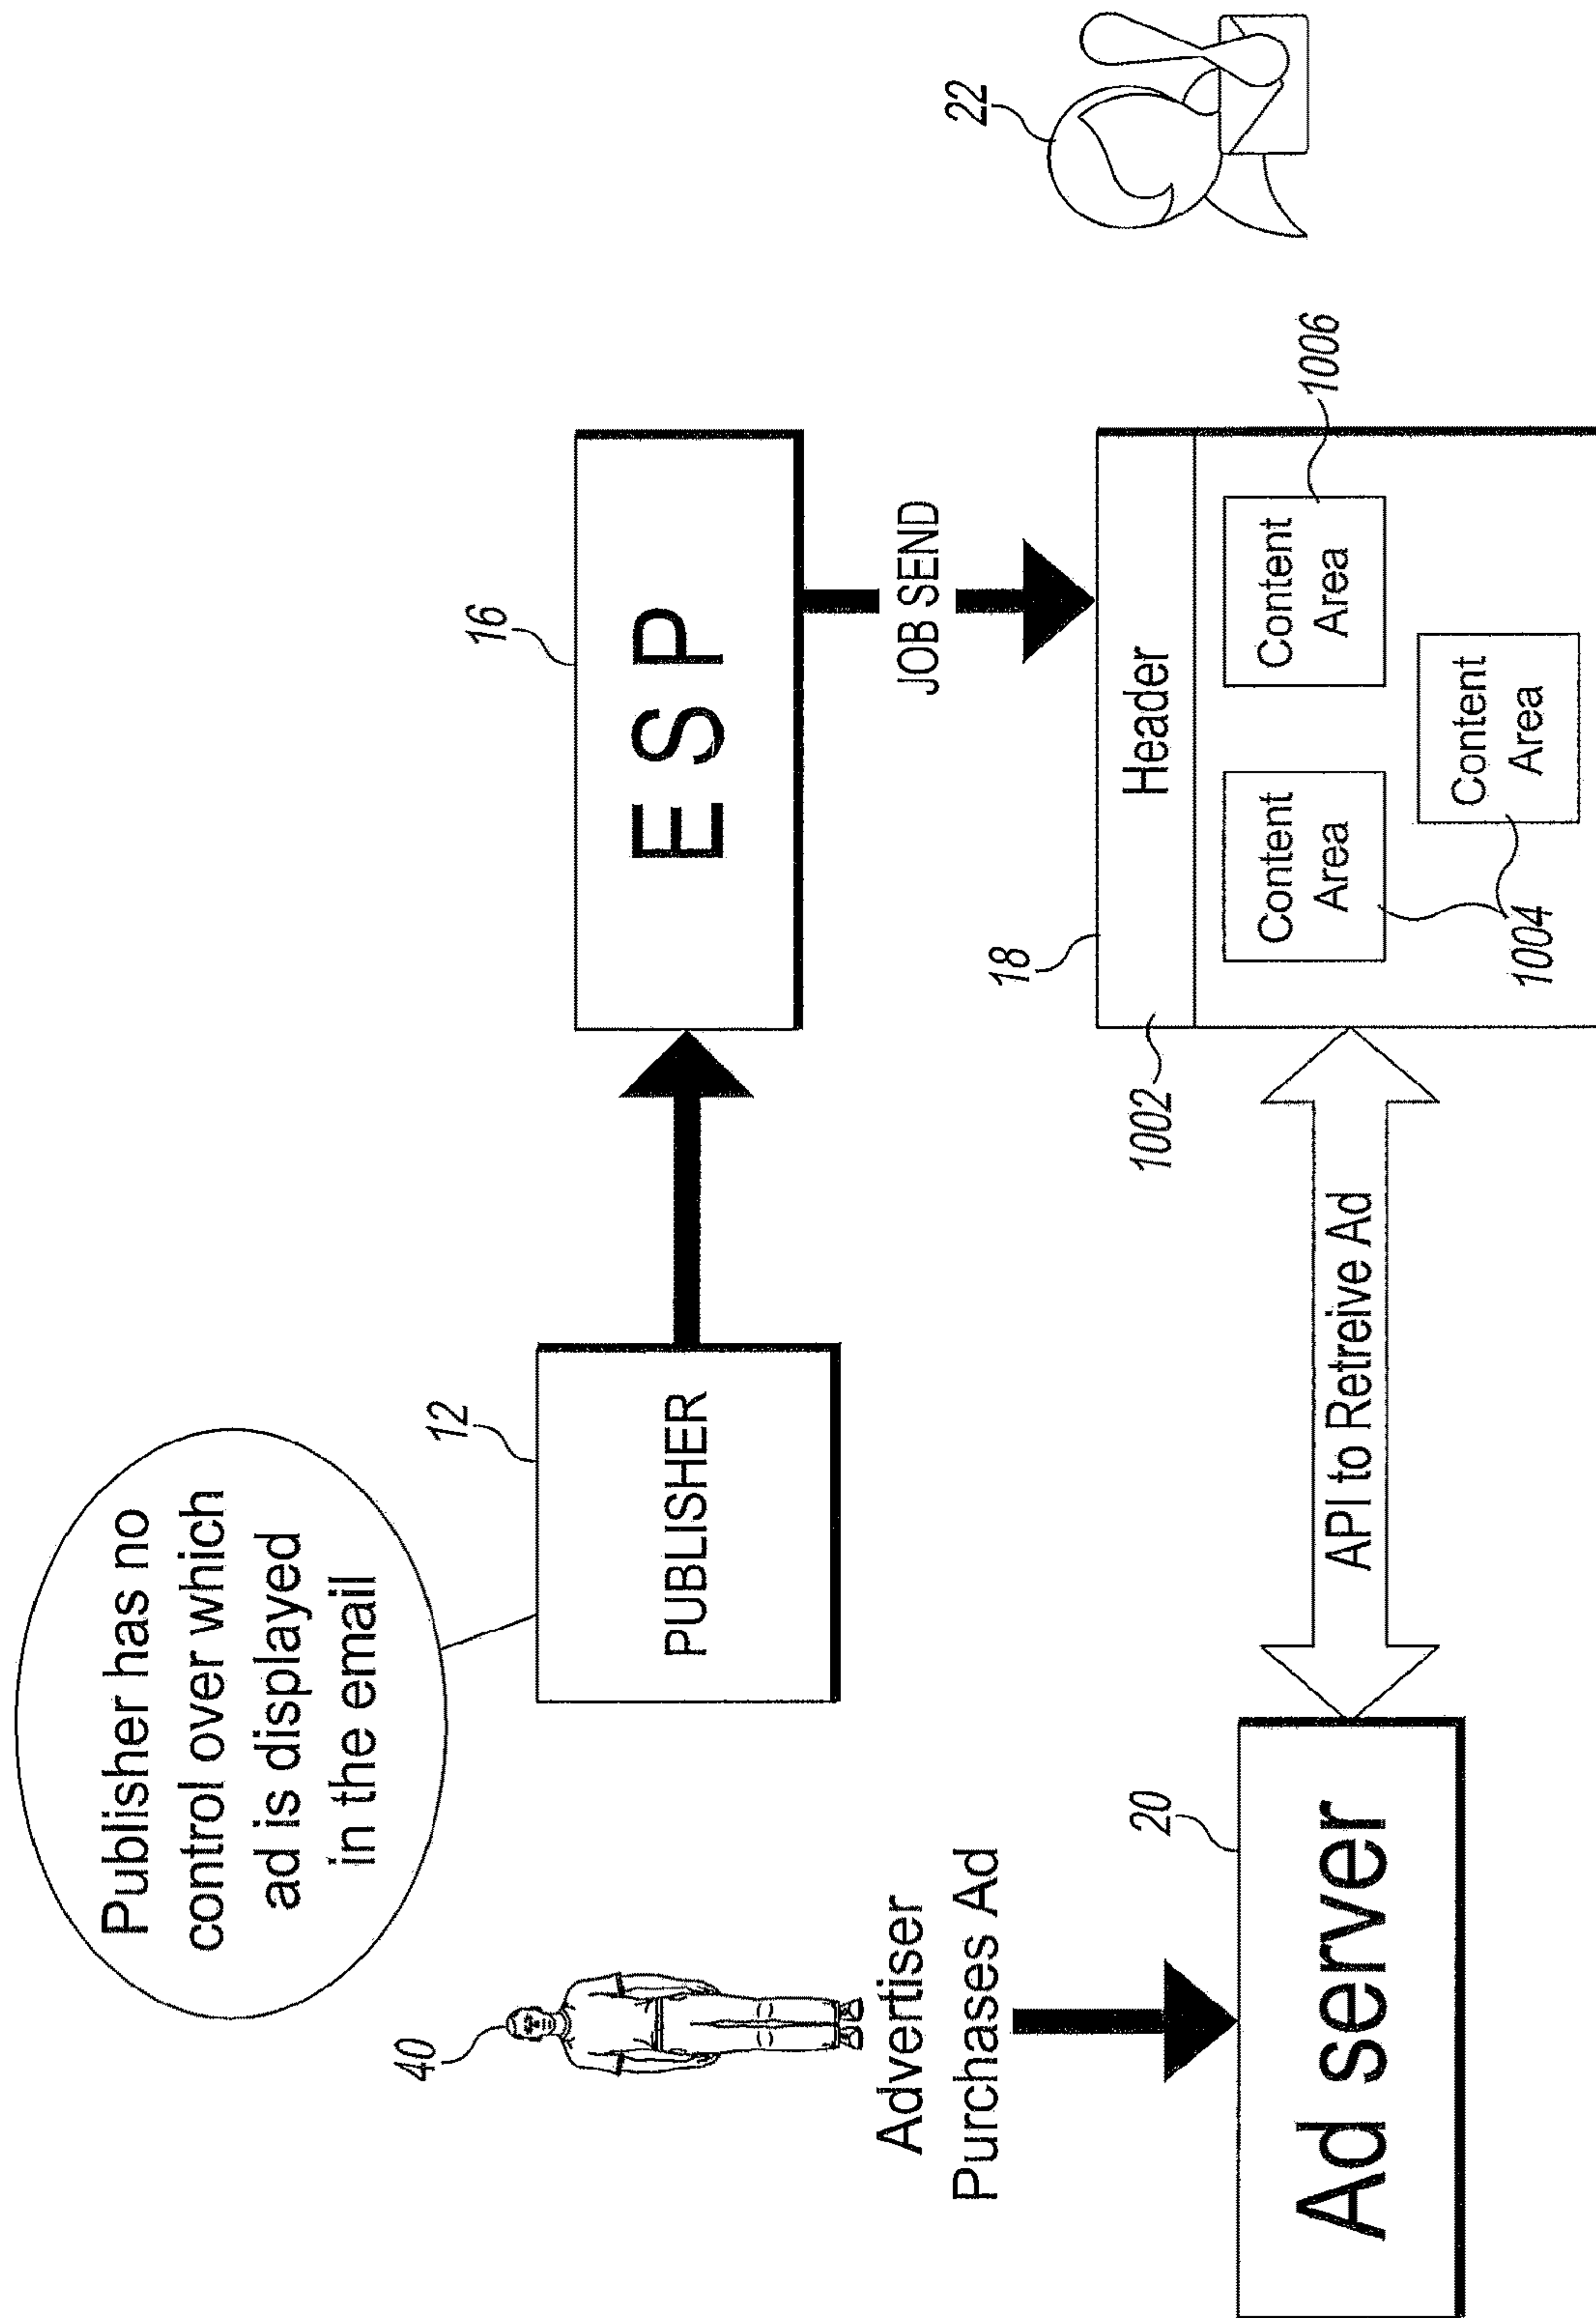 Publisher has no
control over which
ad is displayed
in the email
40
12
PUBLISHER
16
E S P
22
Advertiser
Purchases Ad
JOB SEND
20
Ad server
API to Retreive Ad
18
1002
Header
Content
Area
Content
Area
1006
Content
Area
1004